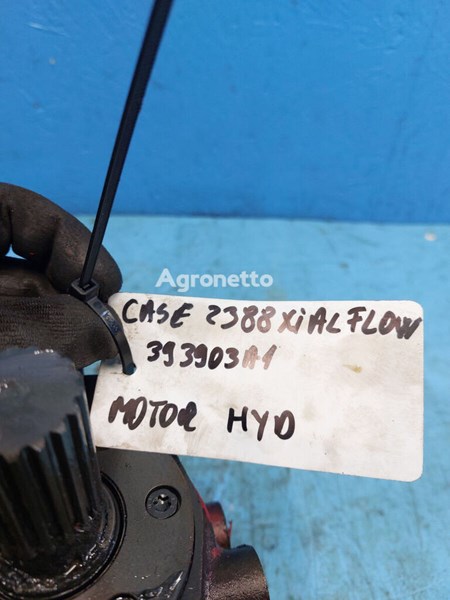 Agronetto
CASE 2388 XiAL FLOW
393903A1
MOTOR HYD